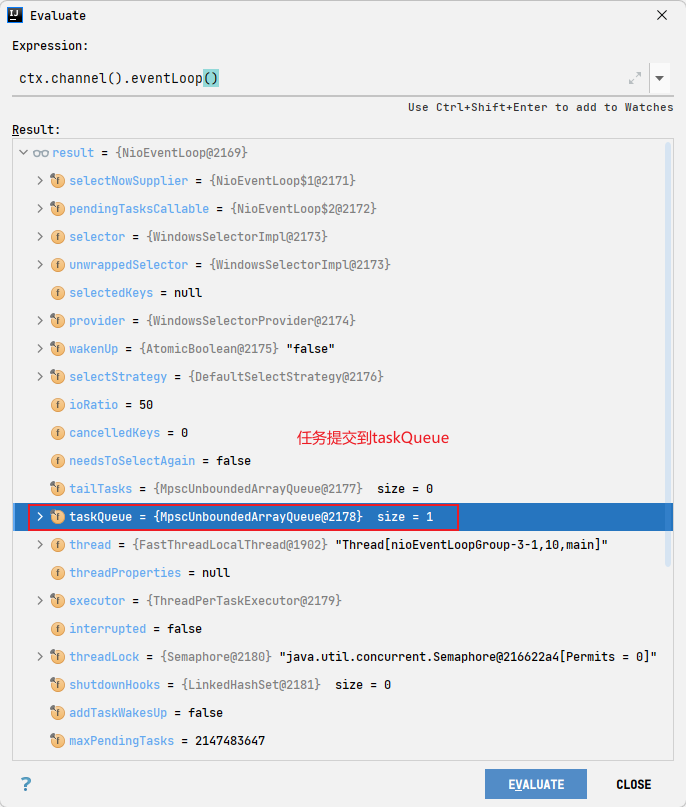 Evaluate
Expression:
ctx.channel().eventLoop()
Use Ctrl+Shift+Enter to add to Watches
Result:
result = {NioEventLoop@2169}
selectNowSupplier = {NioEventLoop$1@2171}
pendingTasksCallable = {NioEventLoop$2@2172}
selector = {WindowsSelectorImpl@2173}
unwrappedSelector = {WindowsSelectorImpl@2173}
selectedKeys = null
provider = {WindowsSelectorProvider@2174}
wakenUp = {AtomicBoolean@2175} "false"
selectStrategy = {DefaultSelectStrategy@2176}
ioRatio = 50
cancelledKeys = 0
任务提交到taskQueue
needsToSelectAgain = false
tailTasks = {MpscUnboundedArrayQueue@2177} size = 0
taskQueue = {MpscUnboundedArrayQueue@2178} size = 1
thread = {FastThreadLocalThread@1902} "Thread[nioEventLoopGroup-3-1,10,main]"
threadProperties = null
executor = {ThreadPerTaskExecutor@2179}
interrupted = false
threadLock = {Semaphore@2180} "java.util.concurrent.Semaphore@216622a4[Permits = 0]"
shutdownHooks = {LinkedHashSet@2181} size = 0
addTaskWakesUp = false
maxPendingTasks = 2147483647
? EVALUATE CLOSE